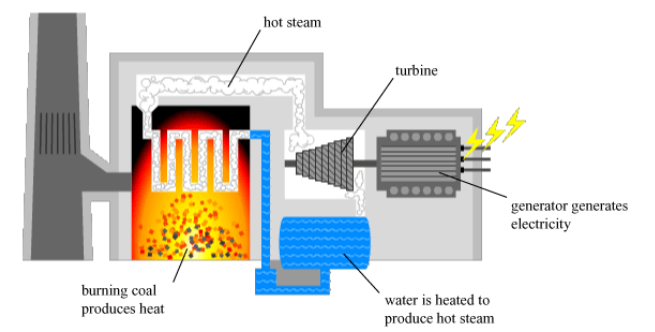 hot steam
turbine
generator generates
electricity
burning coal
produces heat
water is heated to
produce hot steam